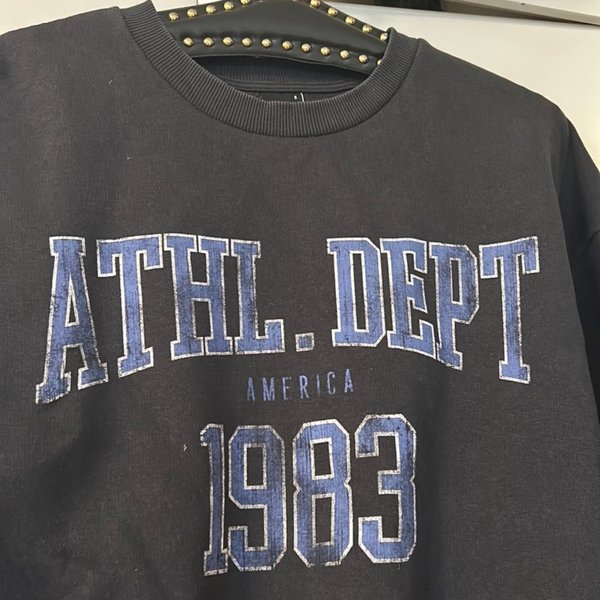 ATHL. DEPT
AMERICA
1983